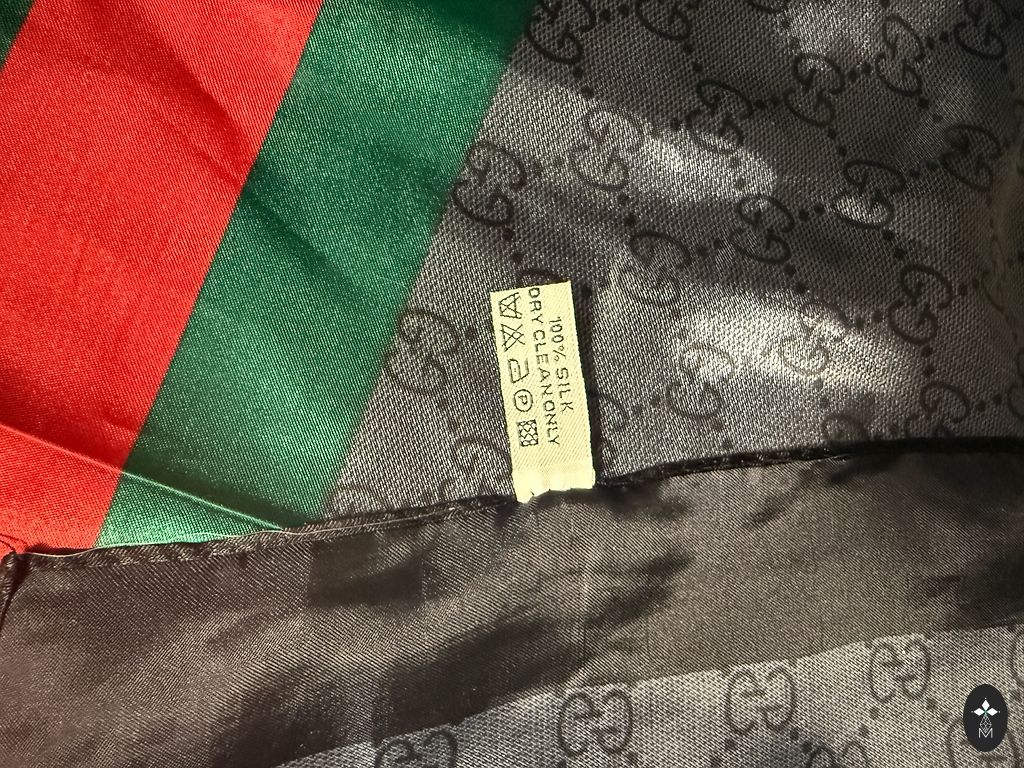 100% SILK
DRY CLEAN ONLY
P
M